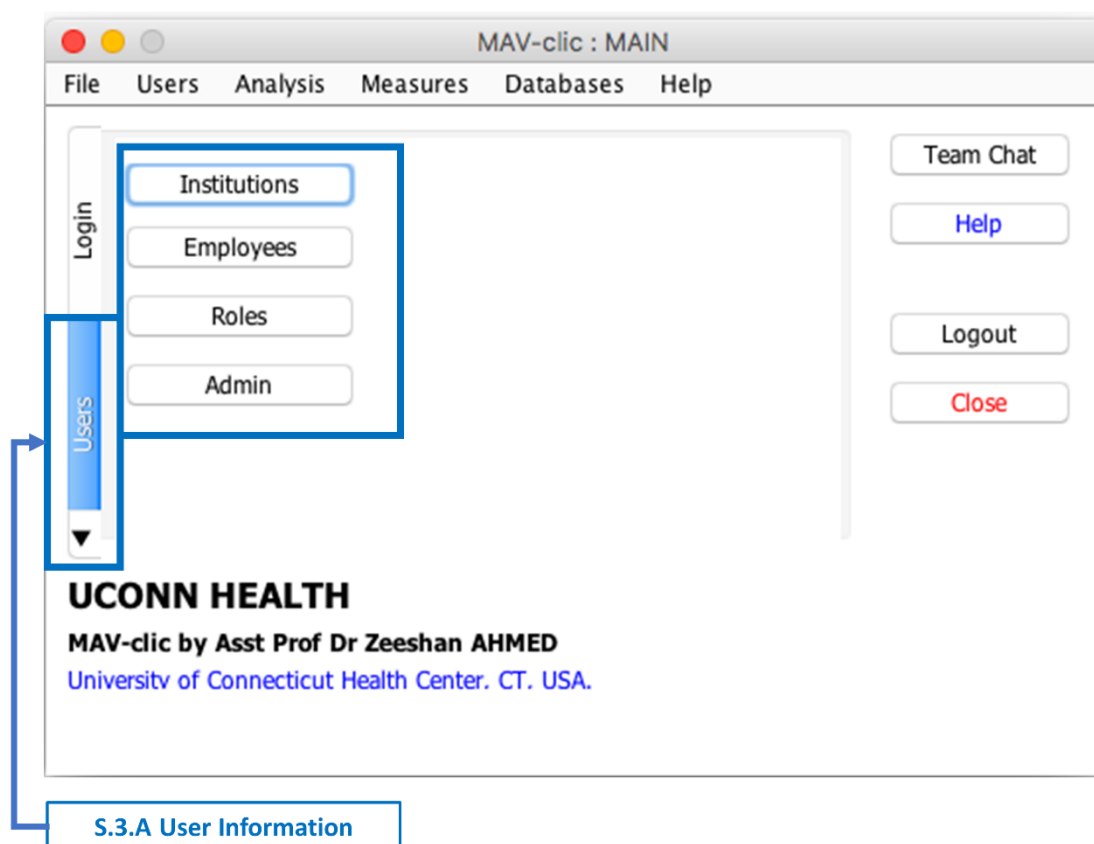 MAV-clic : MAIN
File Users Analysis Measures Databases Help
Login
Users
Institutions
Employees
Roles
Admin
Team Chat
Help
Logout
Close
UCONN HEALTH
MAV-clic by Asst Prof Dr Zeeshan AHMED
University of Connecticut Health Center. CT. USA.
S.3.A User Information